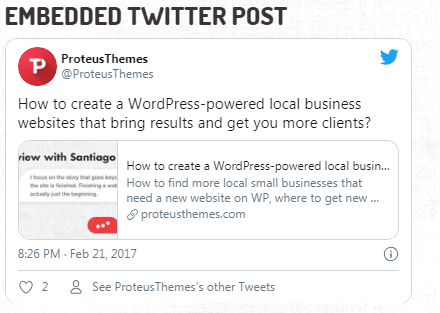 EMBEDDED TWITTER POST
ProteusThemes
@ProteusThemes
How to create a WordPress-powered local business
websites that bring results and get you more clients?
view with Santiago
I focus on the story that goes beyo
the site is finished. Finishing a web
actually just the beginning.
How to create a WordPress-powered local busin...
How to find more local small businesses that
need a new website on WP, where to get new ...
proteusthemes.com
8:26 PM · Feb 21, 2017
2
See ProteusThemes's other Tweets